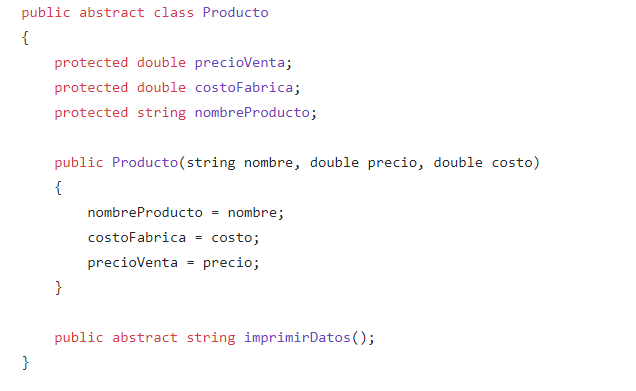 public abstract class Producto
{
    protected double precioVenta;
    protected double costoFabrica;
    protected string nombreProducto;

    public Producto(string nombre, double precio, double costo)
    {
        nombreProducto = nombre;
        costoFabrica = costo;
        precioVenta = precio;
    }

    public abstract string imprimirDatos();
}